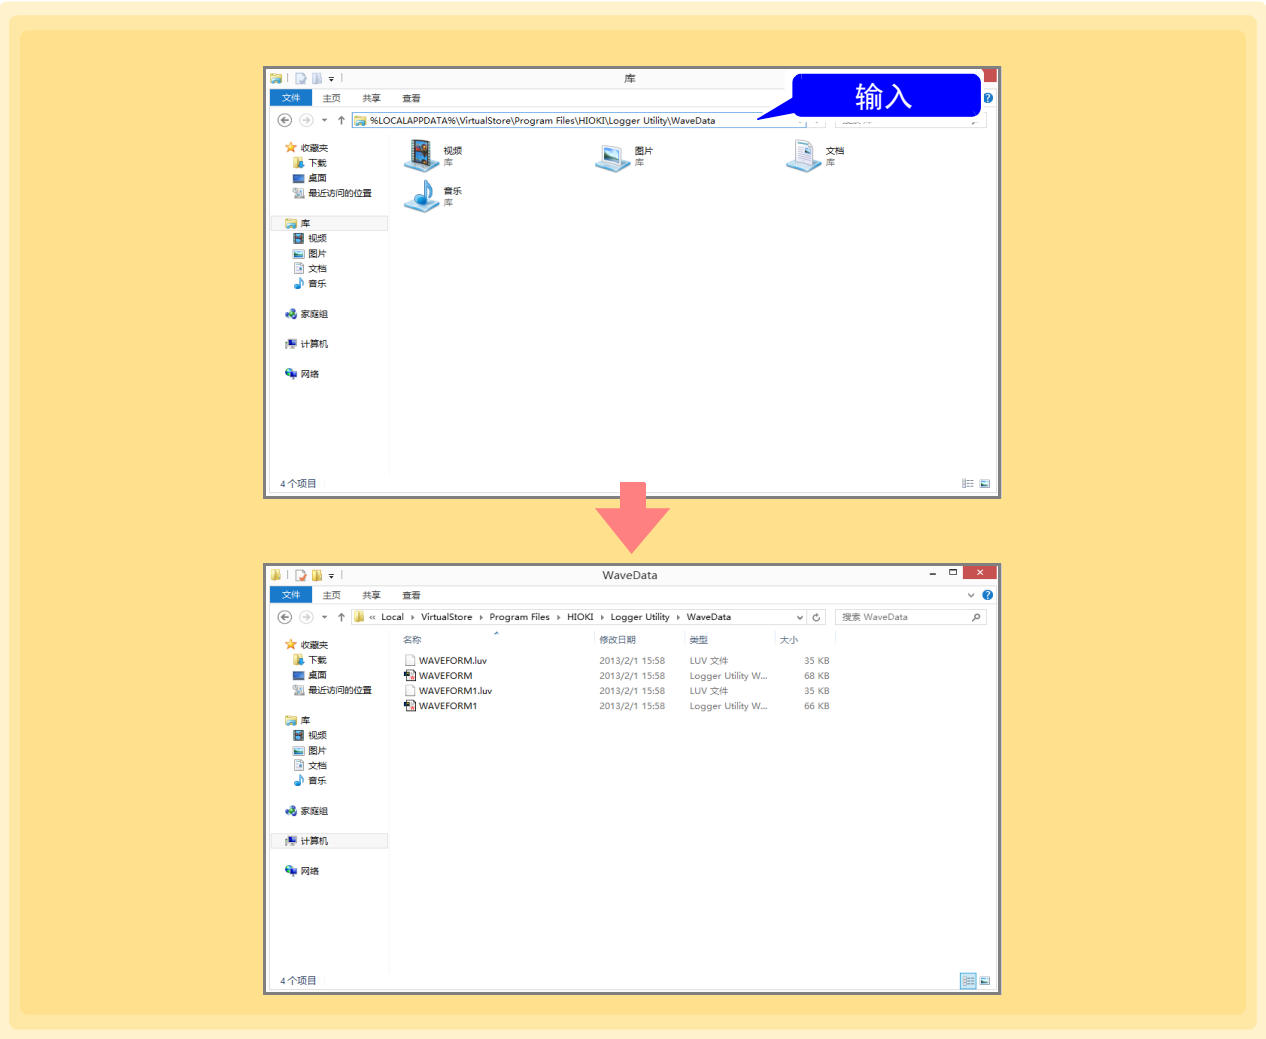 库
输入
文件 主页 共享 查看
%LOCALAPPDATA%\VirtualStore\Program Files\HIOKI\Logger Utility\WaveData
收藏夹
下载
桌面
最近访问的位置
库
视频
图片
文档
音乐
家庭组
计算机
网络
视频
库
图片
库
文档
库
音乐
库
4 个项目
WaveData
文件 主页 共享 查看
« Local VirtualStore Program Files HIOKI Logger Utility WaveData
搜索 WaveData
收藏夹
下载
桌面
最近访问的位置
库
视频
图片
文档
音乐
家庭组
计算机
网络
名称 修改日期 类型 大小
WAVEFORM.luv 2013/2/1 15:58 LUV 文件 35 KB
WAVEFORM 2013/2/1 15:58 Logger Utility W... 68 KB
WAVEFORM1.luv 2013/2/1 15:58 LUV 文件 35 KB
WAVEFORM1 2013/2/1 15:58 Logger Utility W... 66 KB
4 个项目